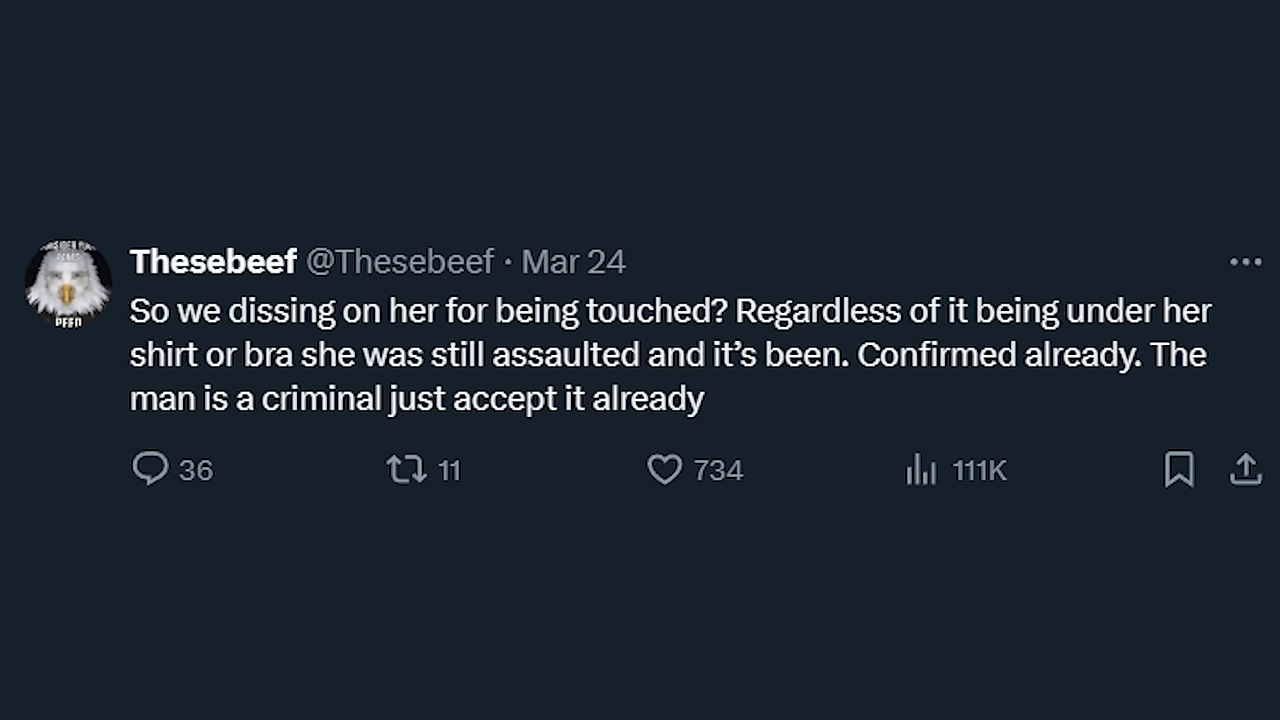 Thesebeef @Thesebeef · Mar 24
So we dissing on her for being touched? Regardless of it being under her
shirt or bra she was still assaulted and it’s been. Confirmed already. The
man is a criminal just accept it already
36 11 734 111K